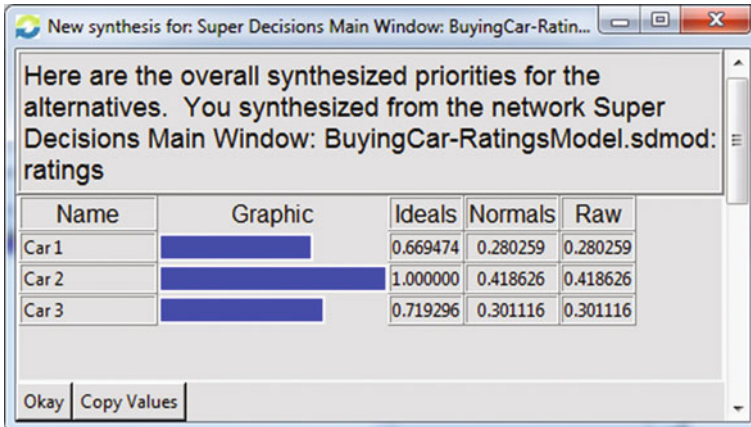 New synthesis for: Super Decisions Main Window: BuyingCar-Ratin...
Here are the overall synthesized priorities for the
alternatives. You synthesized from the network Super
Decisions Main Window: BuyingCar-RatingsModel.sdmod:
ratings
Name Graphic Ideals Normals Raw
Car 1 0.669474 0.280259 0.280259
Car 2 1.000000 0.418626 0.418626
Car 3 0.719296 0.301116 0.301116
Okay Copy Values